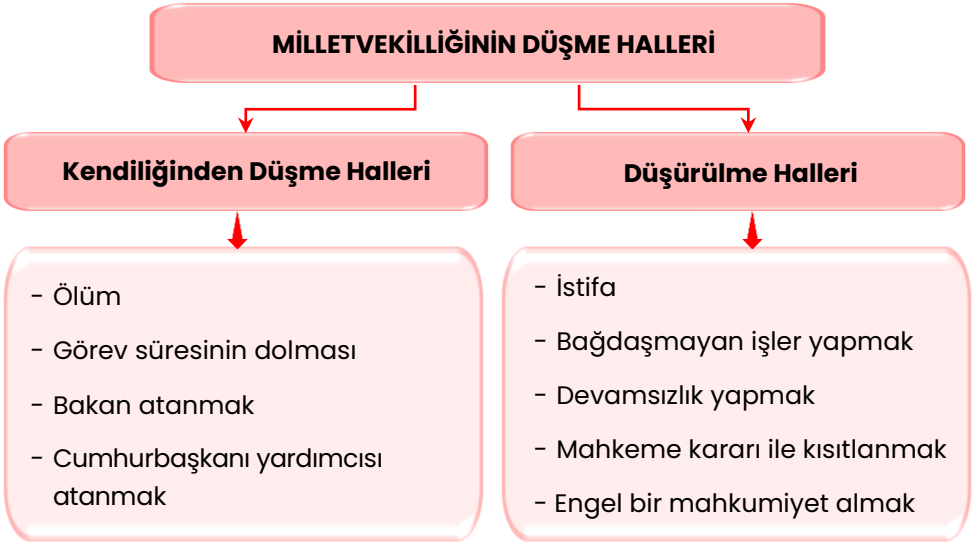 MİLLETVEKİLLİĞİNİN DÜŞME HALLERİ
Kendiliğinden Düşme Halleri
- Ölüm
- Görev süresinin dolması
- Bakan atanmak
- Cumhurbaşkanı yardımcısı
atanmak
Düşürülme Halleri
- İstifa
- Bağdaşmayan işler yapmak
- Devamsızlık yapmak
- Mahkeme kararı ile kısıtlanmak
- Engel bir mahkumiyet almak